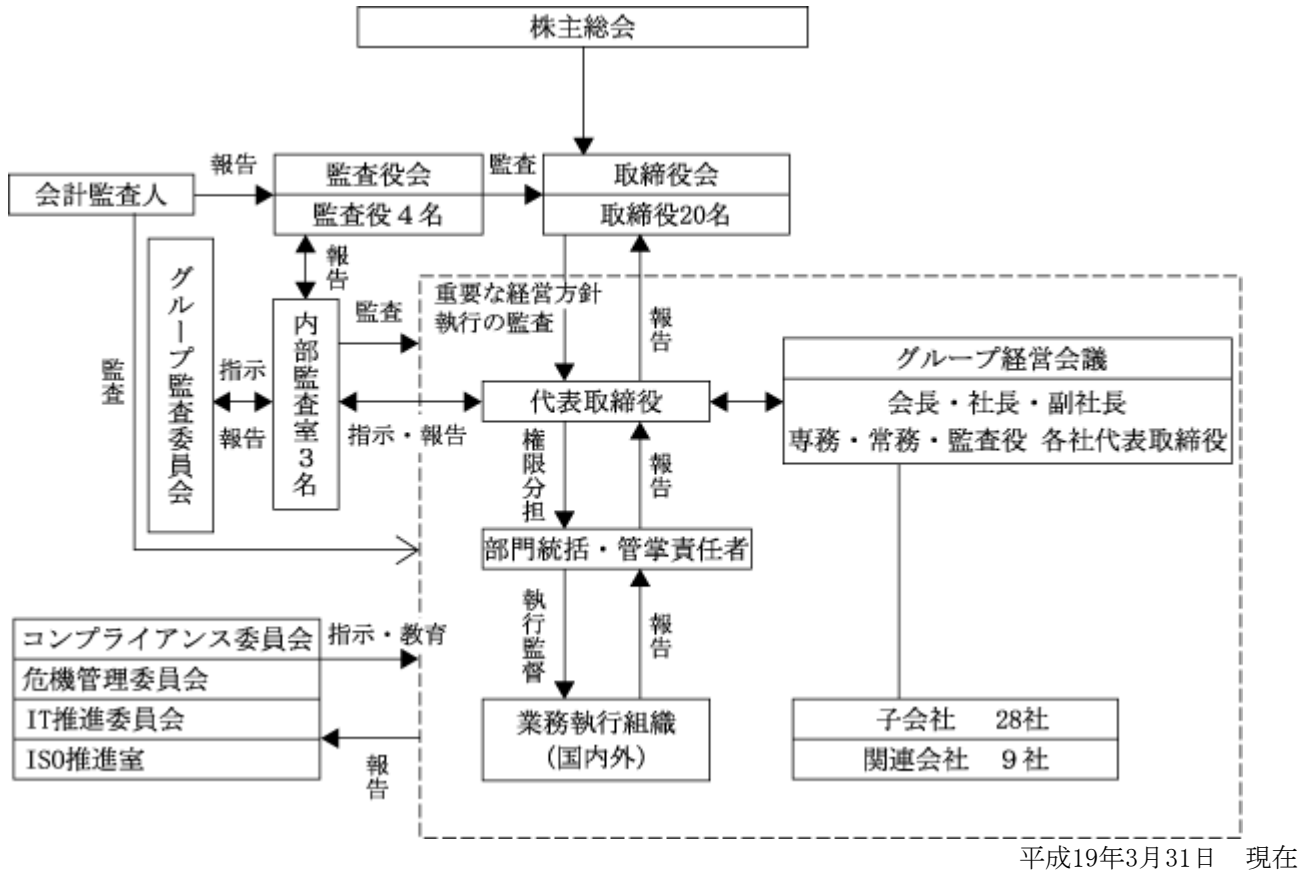 株主総会
報告
監査役会
監査
取締役会
会計監査人
監査役4名
取締役20名
報告
グループ監査委員会
内部監査室3名
監査
重要な経営方針
執行の監査
報告
グループ経営会議
監査
指示
報告
指示・報告
代表取締役
会長・社長・副社長
専務・常務・監査役 各社代表取締役
権限分担
報告
部門統括・管掌責任者
執行監督
報告
コンプライアンス委員会
指示・教育
危機管理委員会
IT推進委員会
ISO推進室
報告
業務執行組織
(国内外)
子会社 28社
関連会社 9社
平成19年3月31日 現在